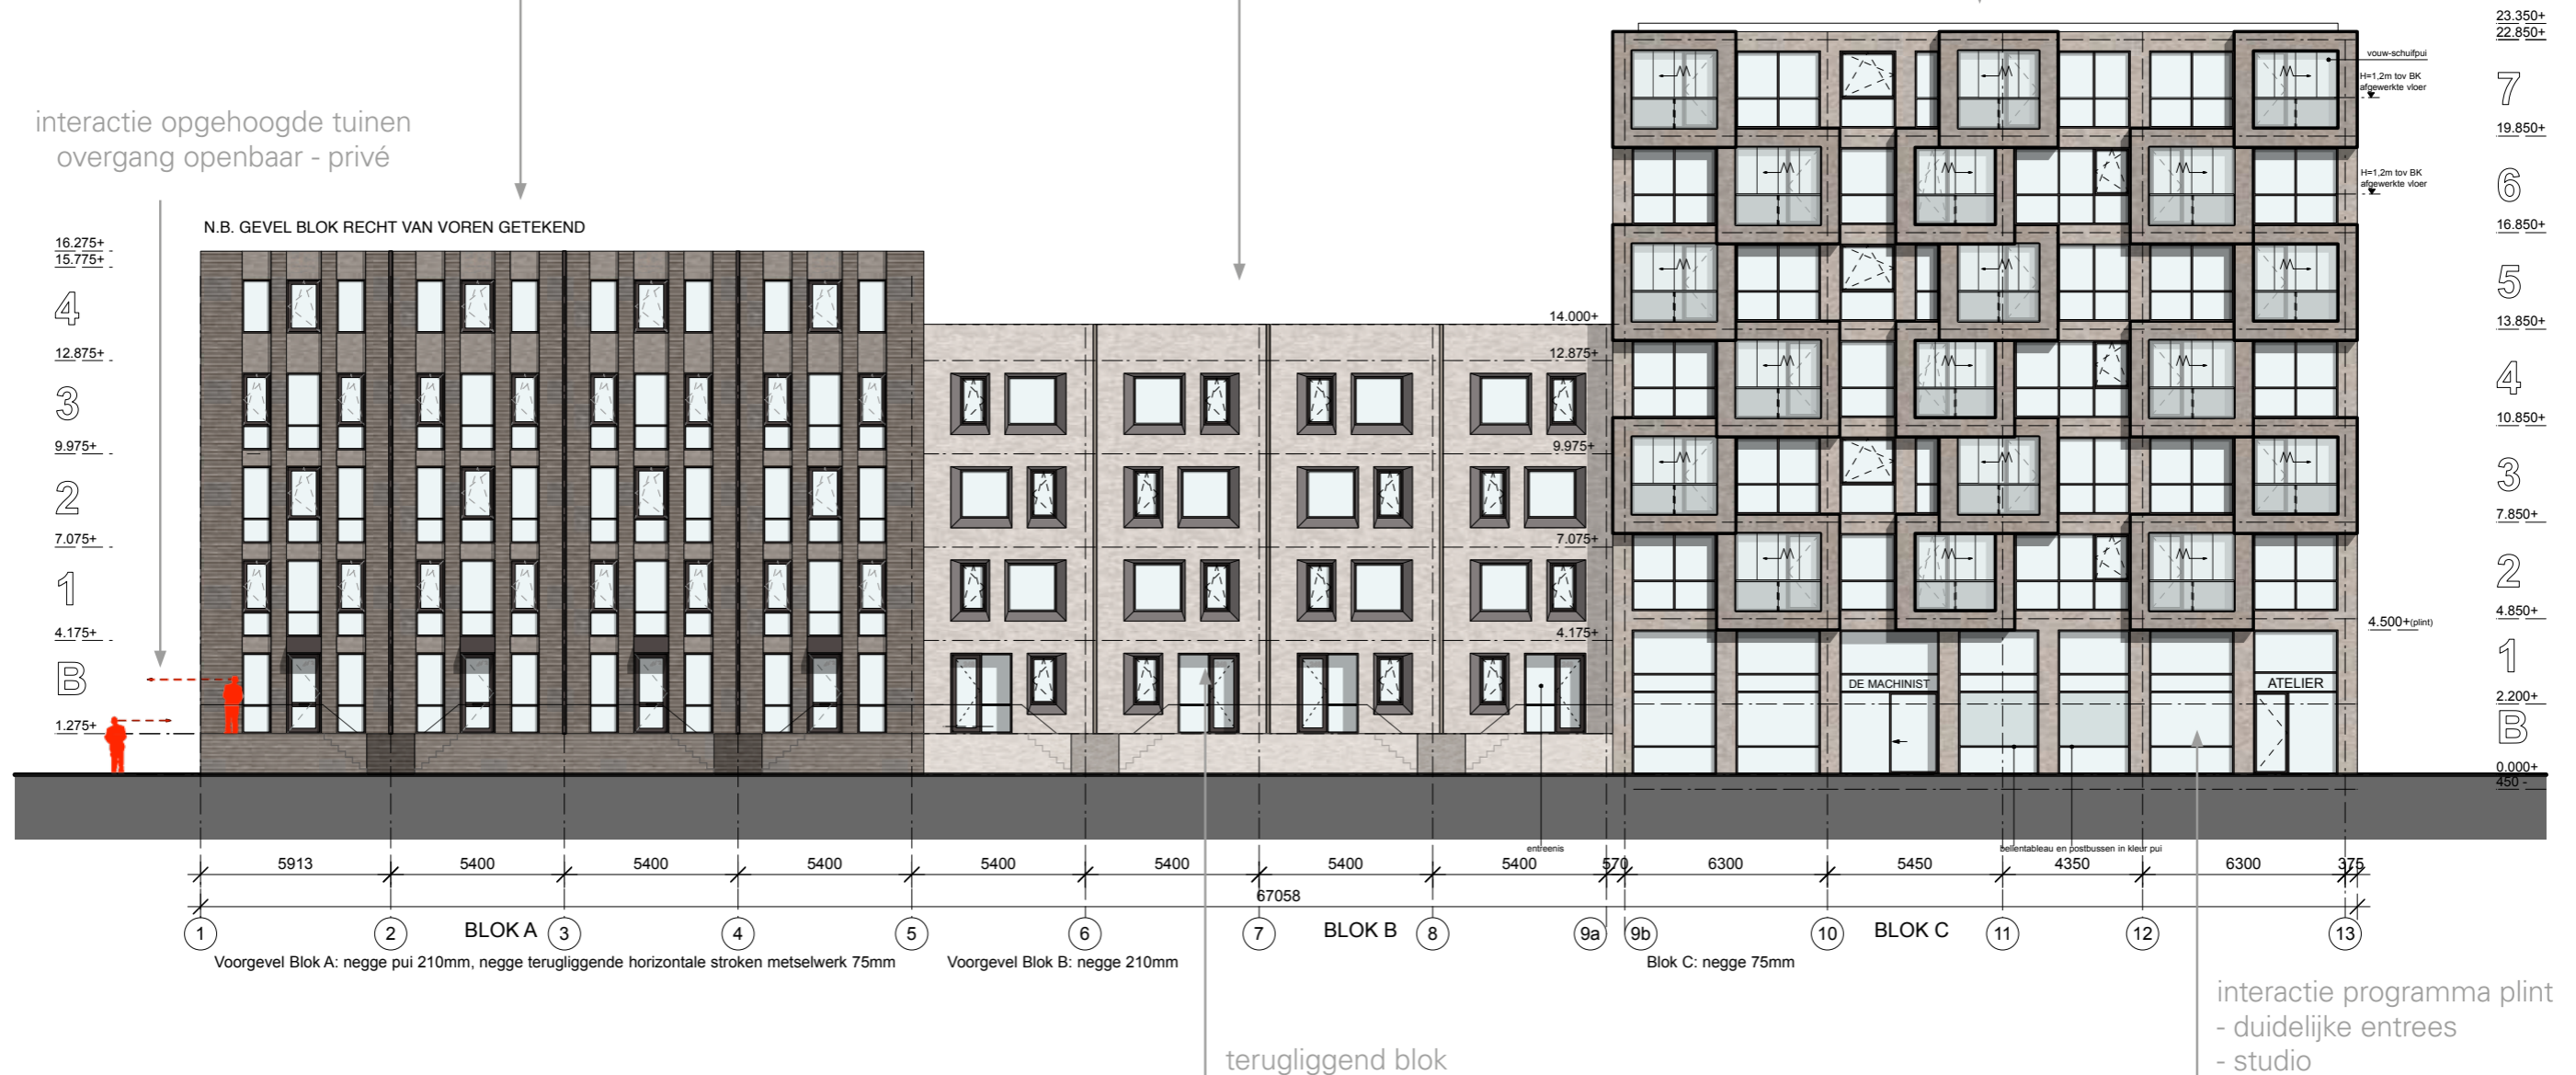 interactie opgehoogde tuinen
overgang openbaar - privé
N.B. GEVEL BLOK RECHT VAN VOREN GETEKEND
16.275+
15.775+
4
12.875+
3
9.975+
2
7.075+
1
4.175+
B
1.275+
14.000+
12.875+
9.975+
7.075+
4.175+
DE MACHINIST
ATELIER
vouw-schuifpui
H=1,2m tov BK
afgewerkte vloer
H=1,2m tov BK
afgewerkte vloer
4.500+(plint)
23.350+
22.850+
7
19.850+
6
16.850+
5
13.850+
4
10.850+
3
7.850+
2
4.850+
1
2.200+
B
0.000+
450 -
entreenis
bellentableau en postbussen in kleur pui
5913 5400 5400 5400 5400 5400 5400 5400 570 6300 5450 4350 6300 375
67058
1 2 BLOK A 3 4 5 6 7 BLOK B 8 9a 9b 10 BLOK C 11 12 13
Voorgevel Blok A: negge pui 210mm, negge terugliggende horizontale stroken metselwerk 75mm
Voorgevel Blok B: negge 210mm
Blok C: negge 75mm
terugliggend blok
interactie programma plint
- duidelijke entrees
- studio